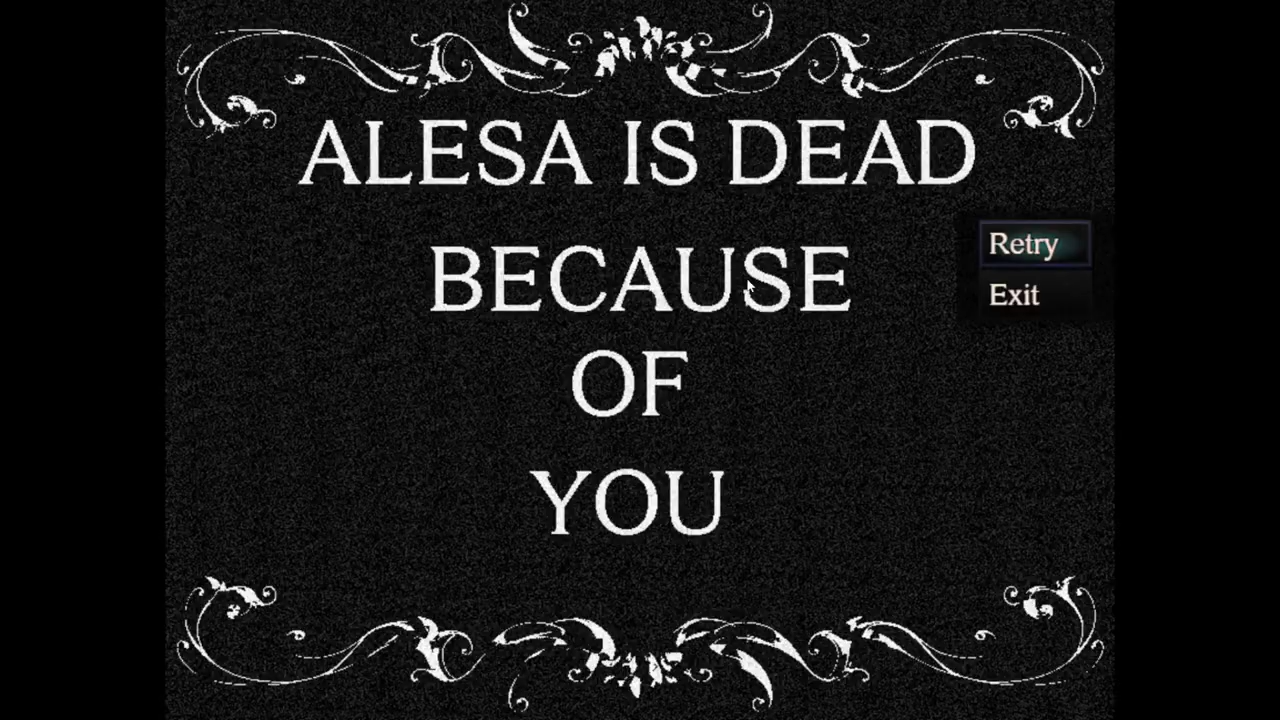 ALESA IS DEAD
BECAUSE
OF
YOU
Retry
Exit